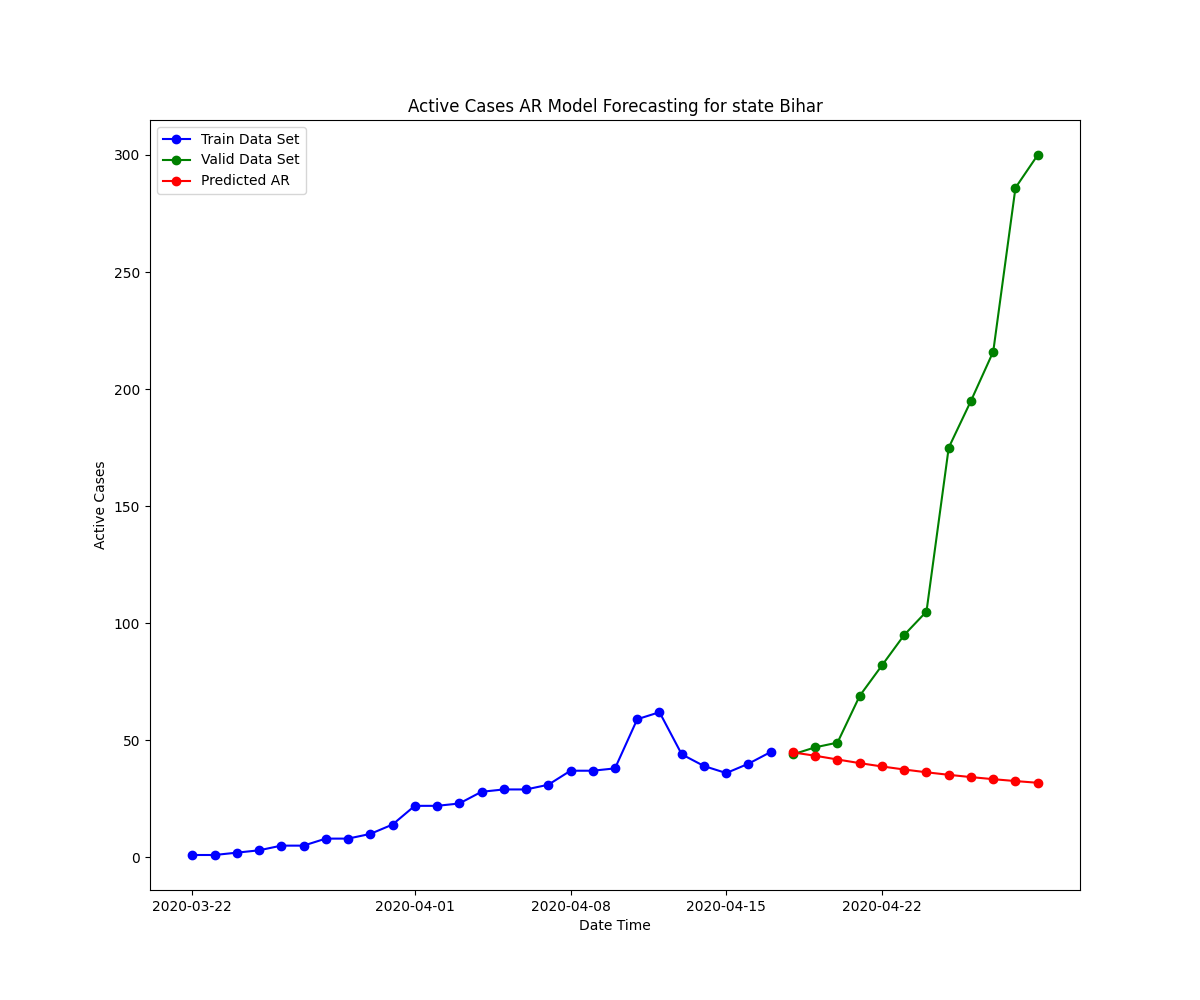 Active Cases AR Model Forecasting for state Bihar
Train Data Set
Valid Data Set
Predicted AR
300
250
200
150
100
50
0
Active Cases
2020-03-22 2020-04-01 2020-04-08 2020-04-15 2020-04-22
Date Time